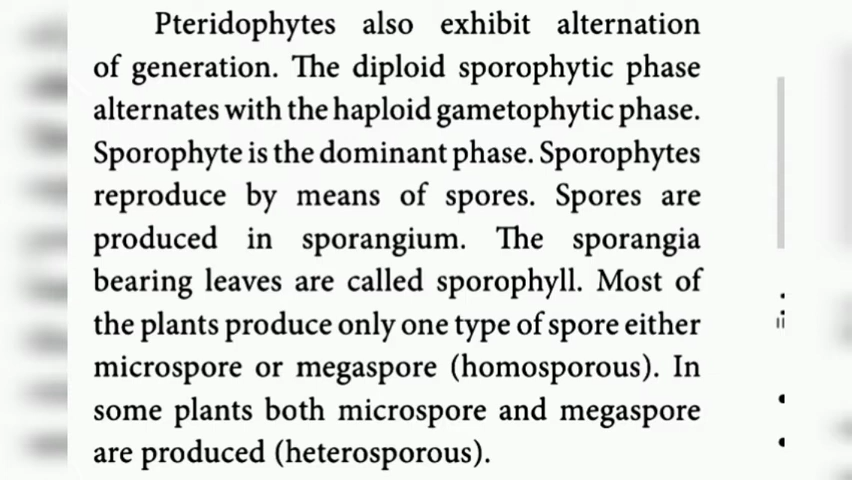 Pteridophytes also exhibit alternation
of generation. The diploid sporophytic phase
alternates with the haploid gametophytic phase.
Sporophyte is the dominant phase. Sporophytes
reproduce by means of spores. Spores are
produced in sporangium. The sporangia
bearing leaves are called sporophyll. Most of
the plants produce only one type of spore either
microspore or megaspore (homosporous). In
some plants both microspore and megaspore
are produced (heterosporous).